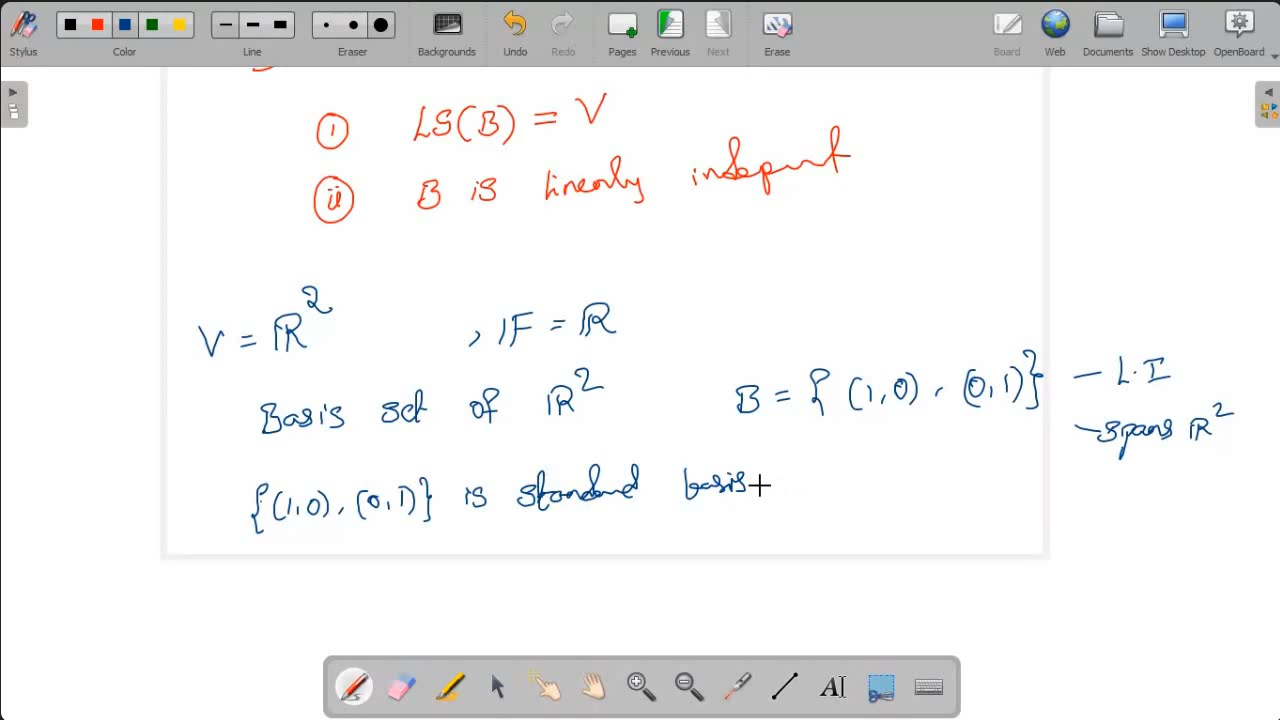 Stylus Color Line Eraser Backgrounds Undo Redo Pages Previous Next Erase Board Web Documents Show Desktop OpenBoard
① LS(B) = V
ⓘⓘ B is linearly indepent
V = ℝ² , 𝔽 = ℝ
Basis set of ℝ² B = { (1,0), (0,1)} – L.I
– spans ℝ²
{(1,0), (0,1)} is standard basis